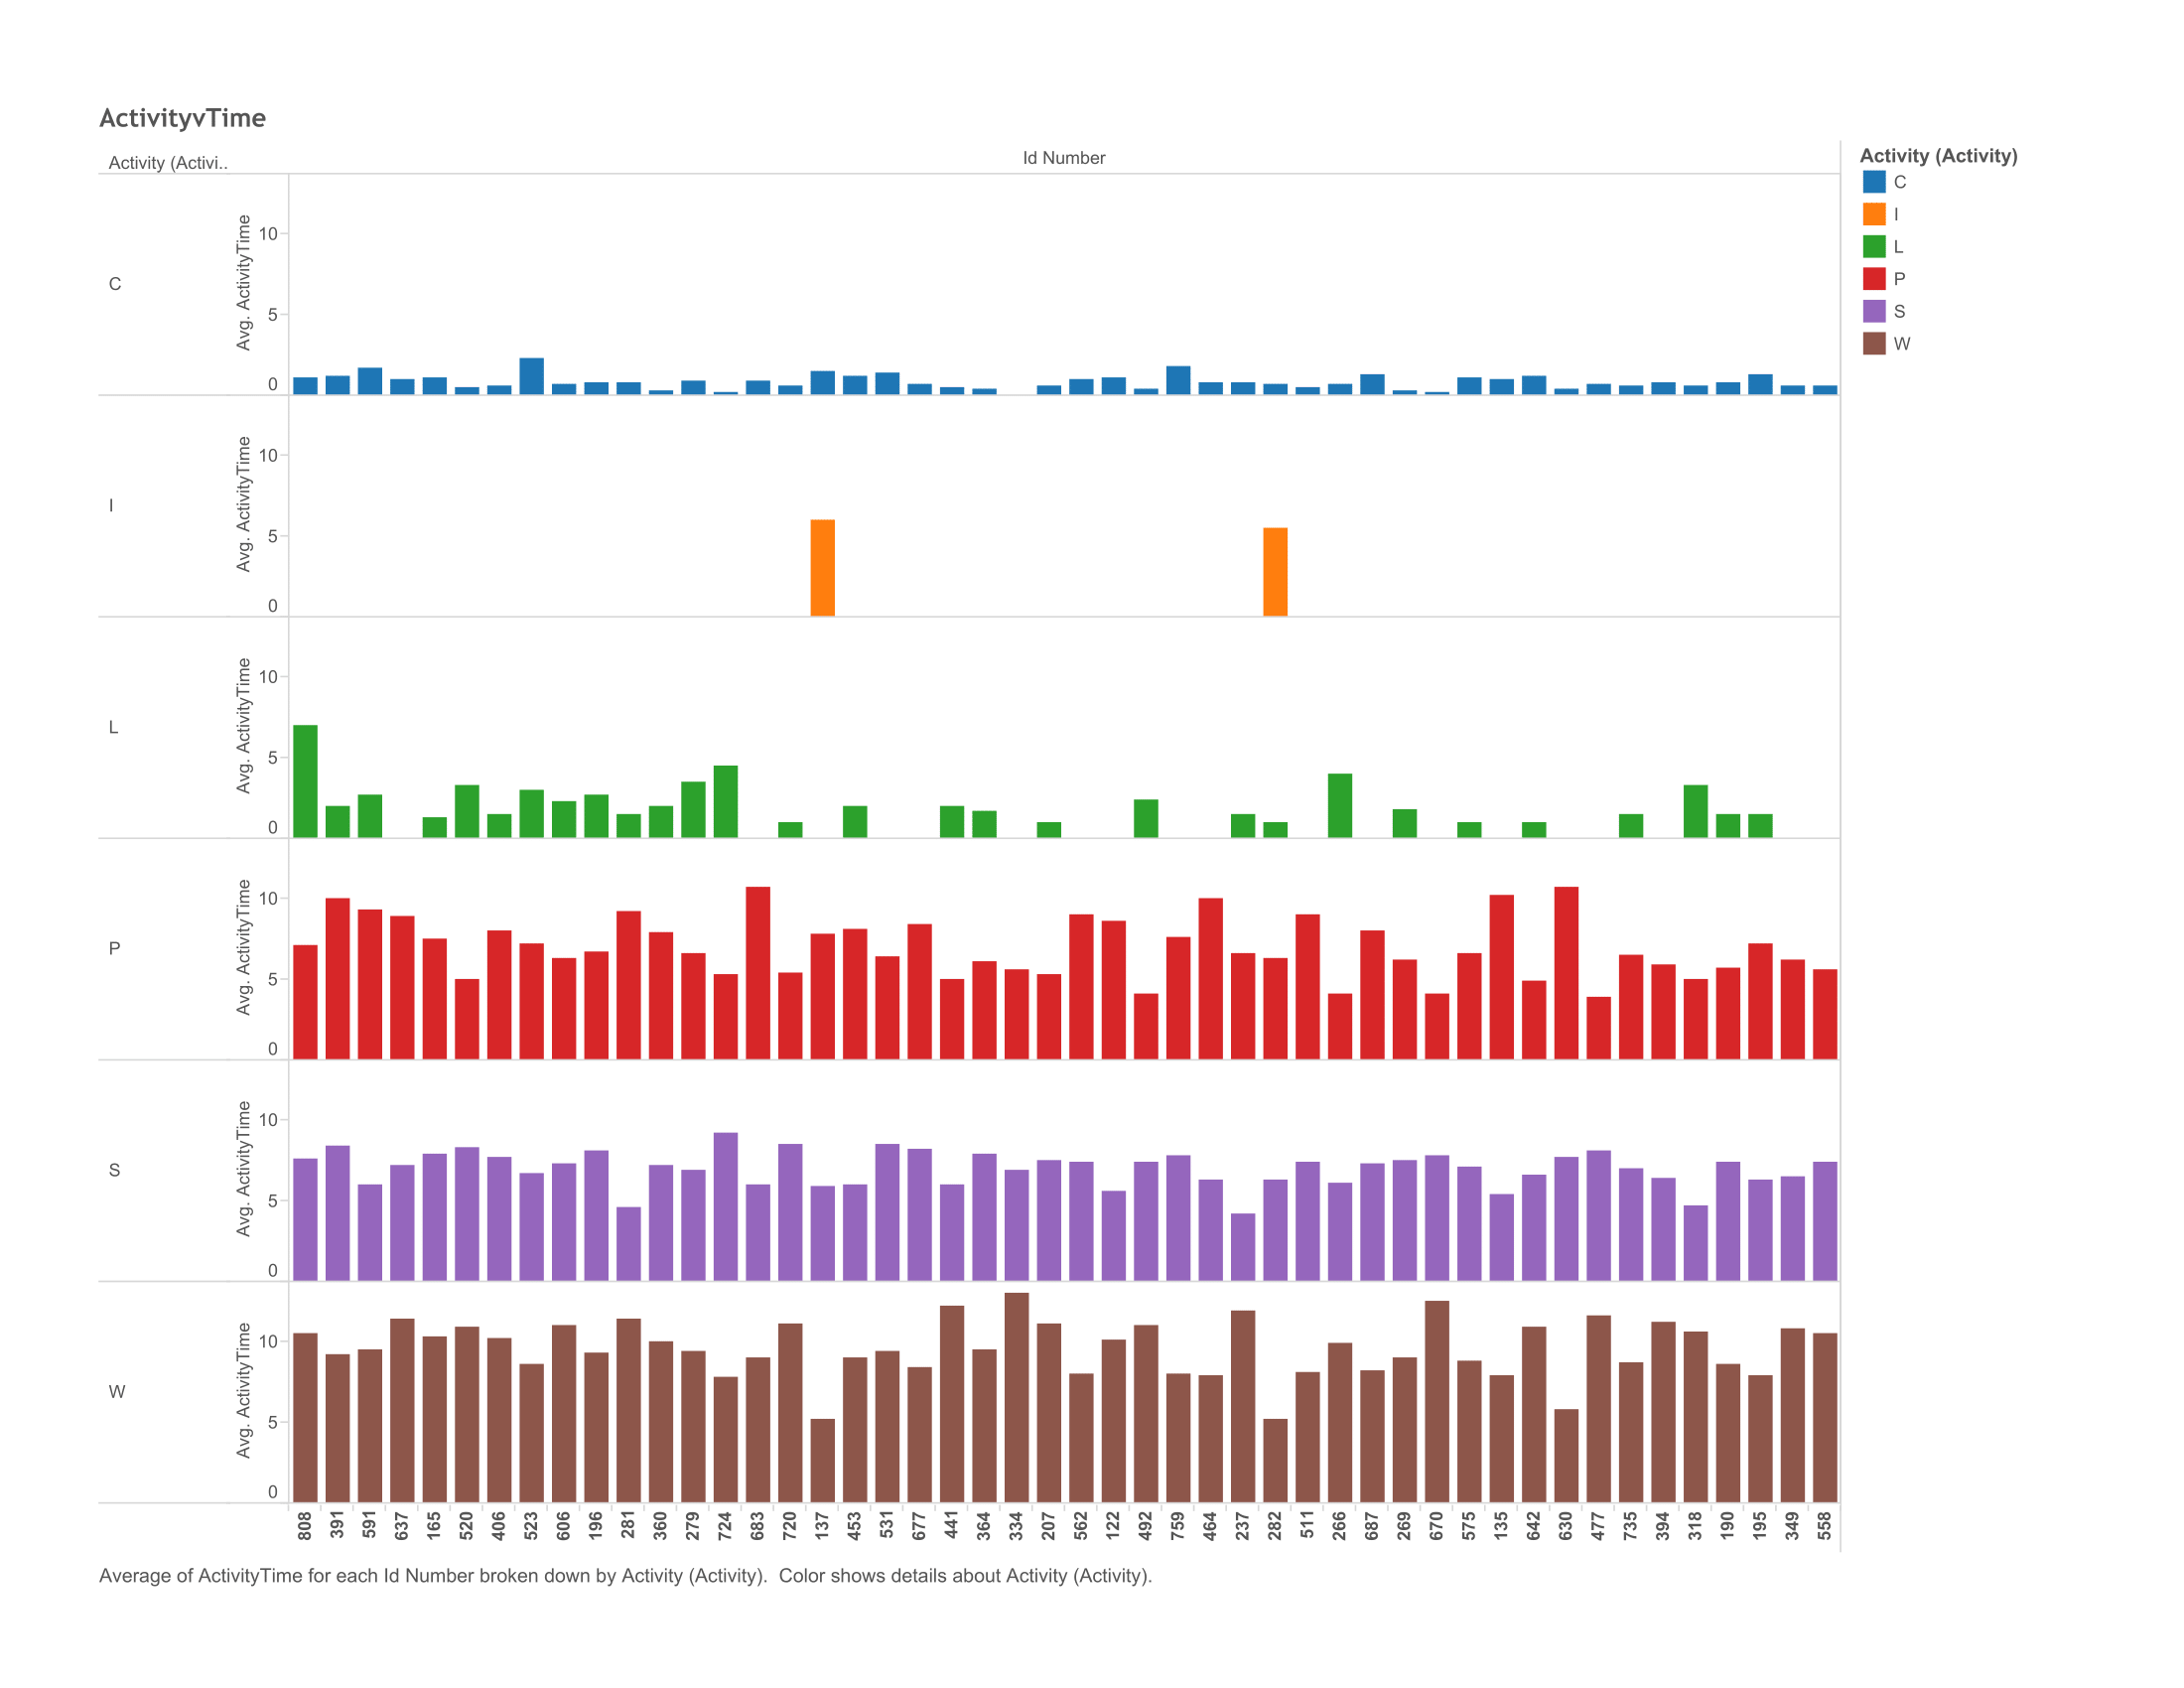 ActivityvTime
Activity (Activi..
Id Number
Activity (Activity)
C
I
L
P
S
W
C
Avg. ActivityTime
10
5
0
I
Avg. ActivityTime
10
5
0
L
Avg. ActivityTime
10
5
0
P
Avg. ActivityTime
10
5
0
S
Avg. ActivityTime
10
5
0
W
Avg. ActivityTime
10
5
0
808 391 591 637 165 520 406 523 606 196 281 360 279 724 683 720 137 453 531 677 441 364 334 207 562 122 492 759 464 237 282 511 266 687 269 670 575 135 642 630 477 735 394 318 190 195 349 558
Average of ActivityTime for each Id Number broken down by Activity (Activity).  Color shows details about Activity (Activity).